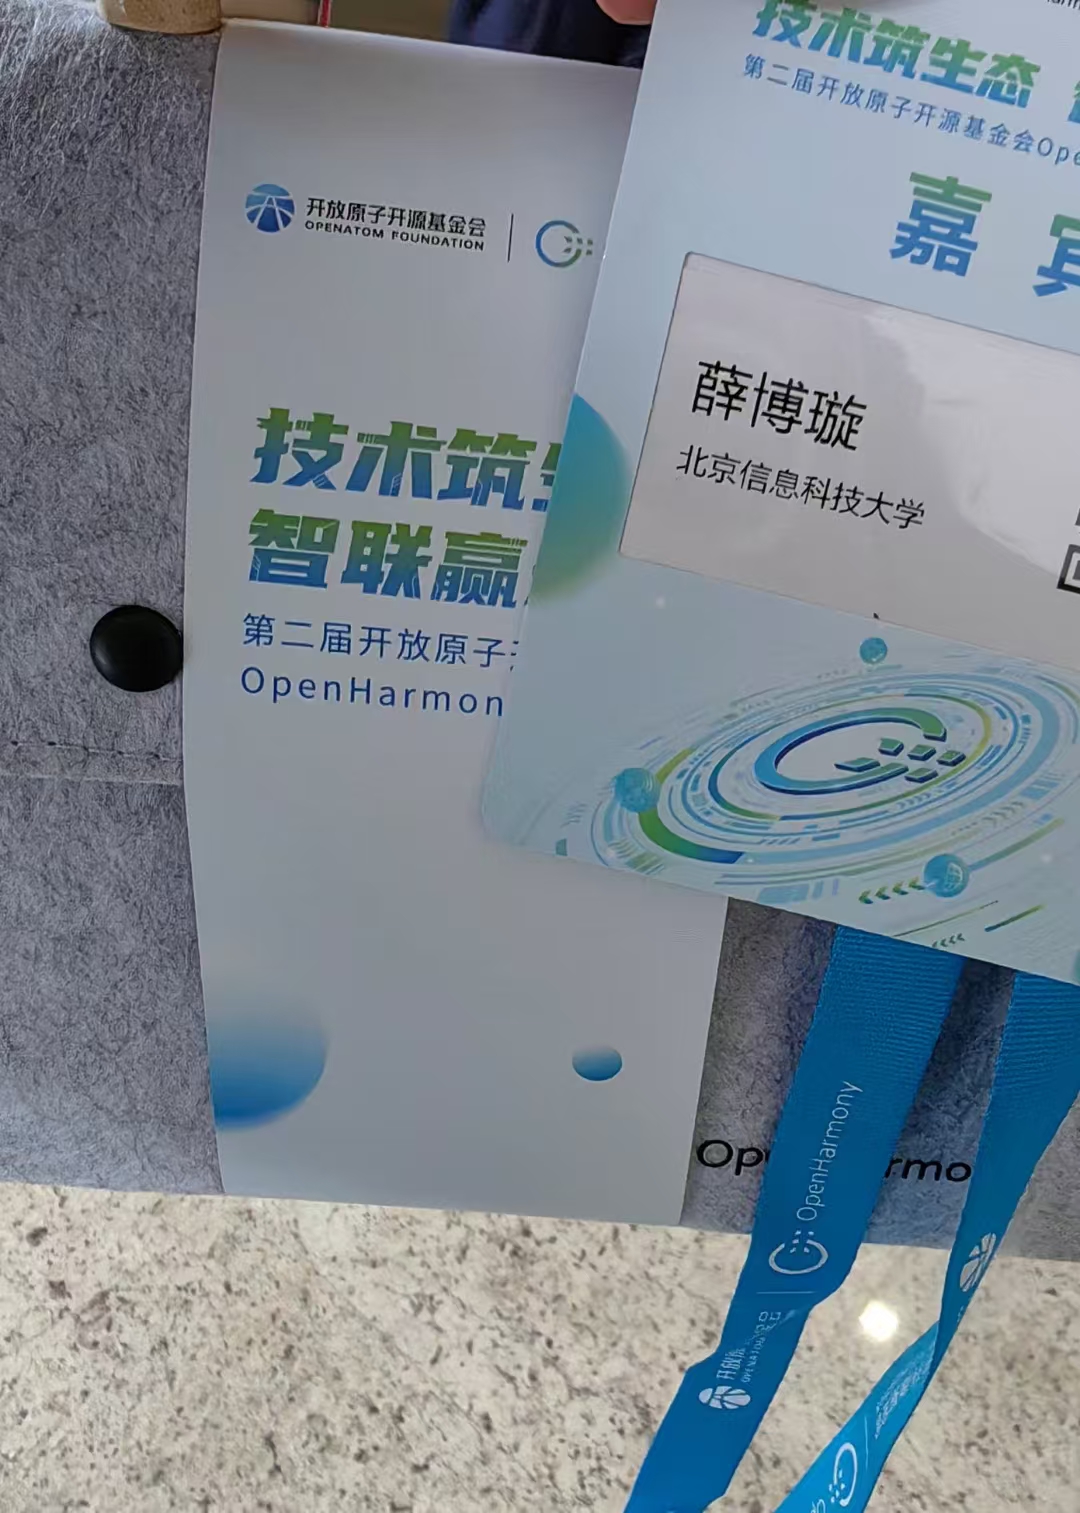 开放原子开源基金会
OPENATOM FOUNDATION
技术筑
智联赢
第二届开放原子
OpenHarmon
技术筑生态
第二届开放原子开源基金会Ope
嘉
薛博璇
北京信息科技大学
OpenHarmony
Op
rmo